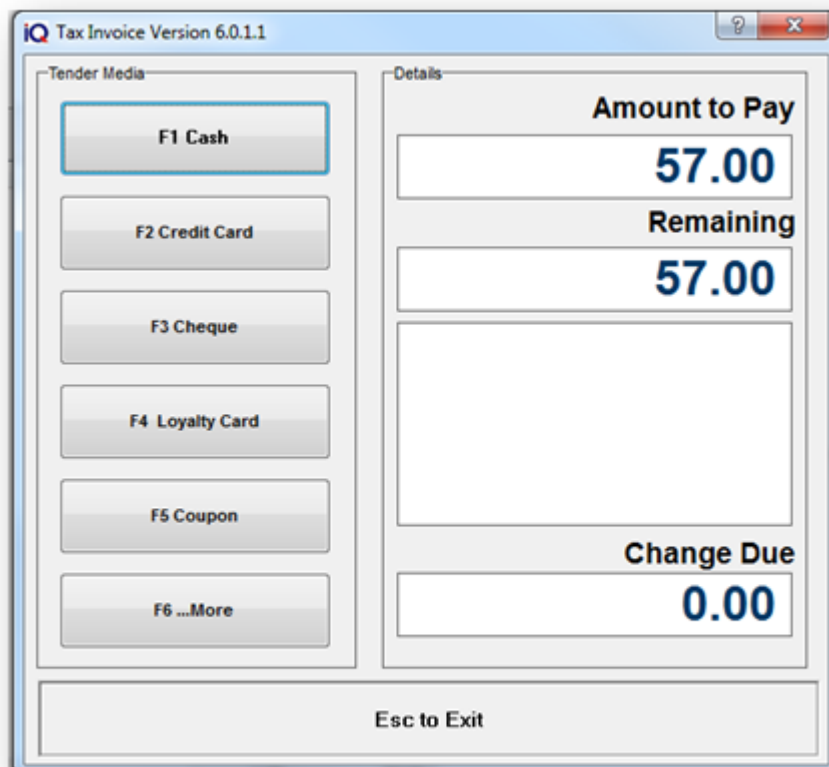 iQ Tax Invoice Version 6.0.1.1
Tender Media
F1 Cash
F2 Credit Card
F3 Cheque
F4 Loyalty Card
F5 Coupon
F6 ...More
Details
Amount to Pay
57.00
Remaining
57.00
Change Due
0.00
Esc to Exit